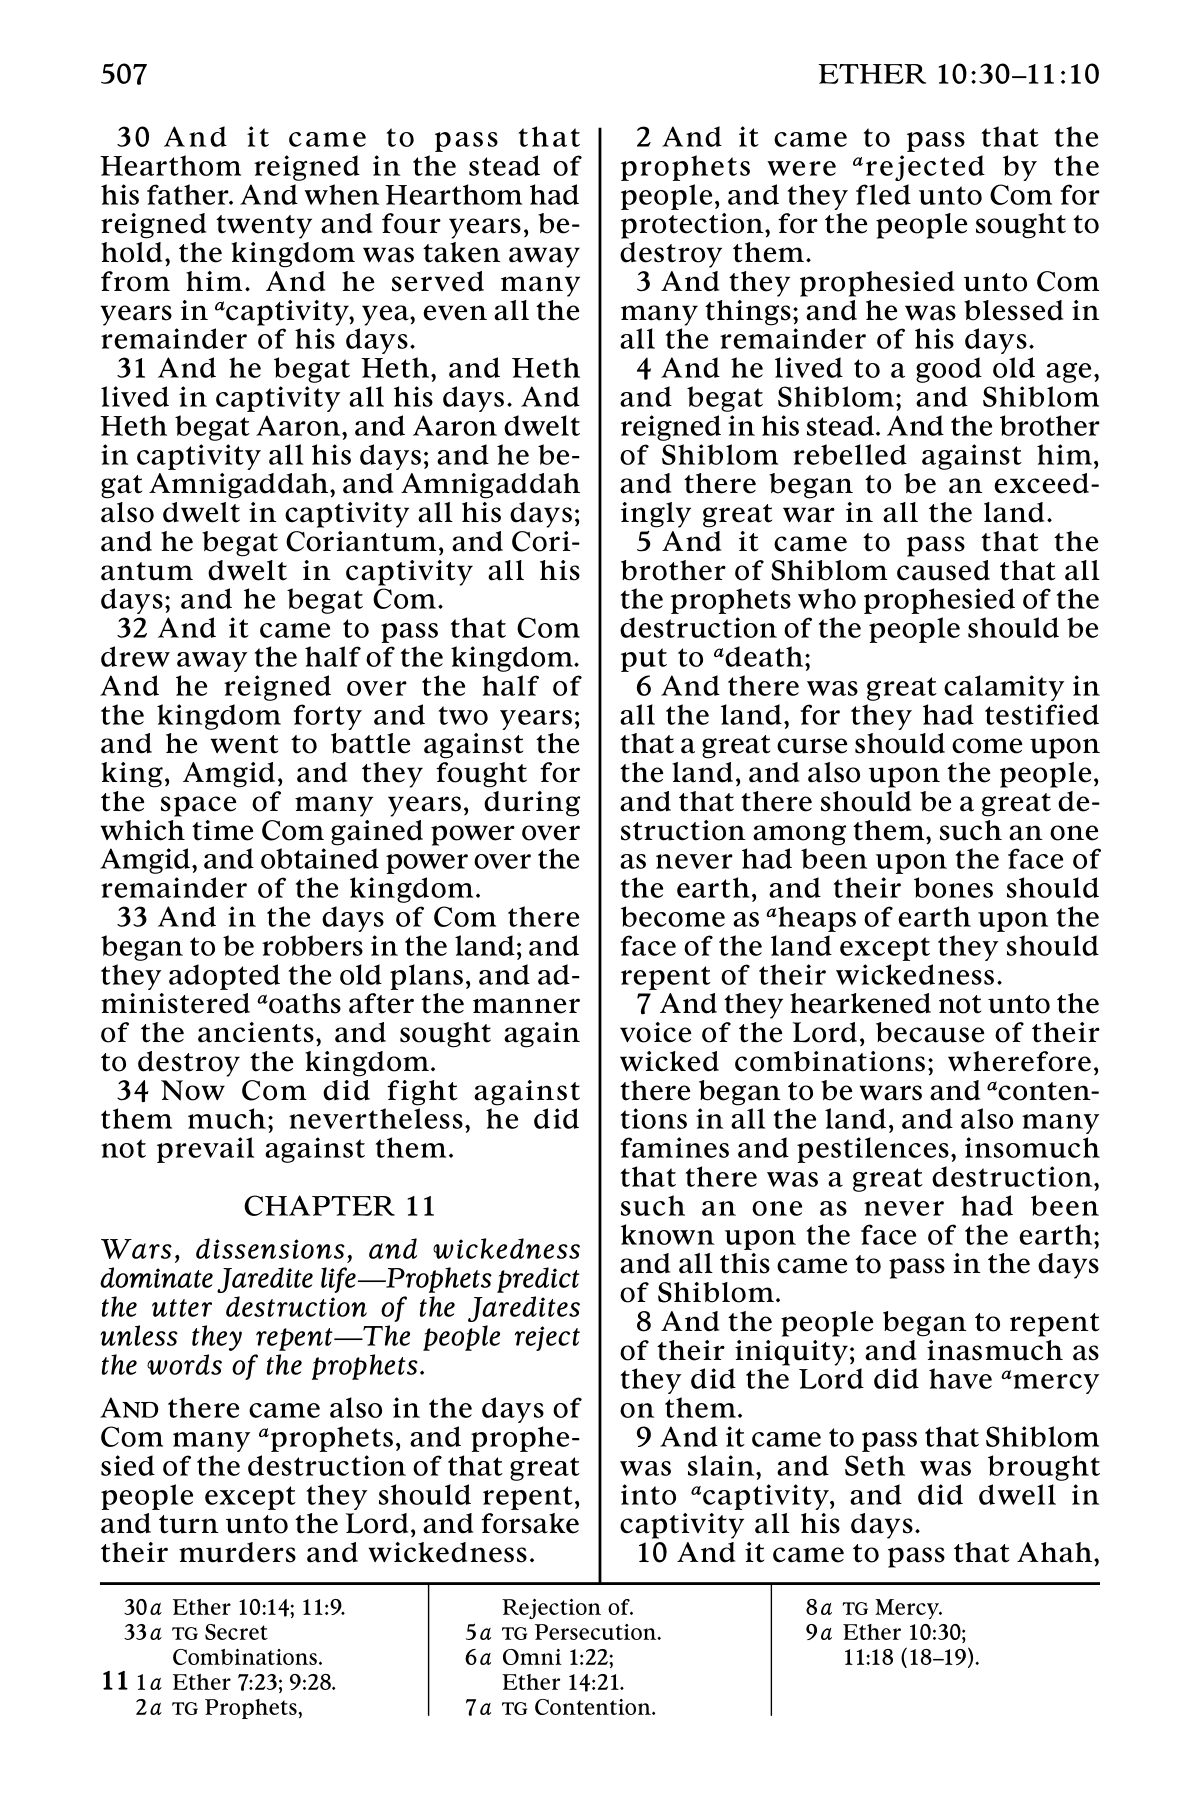 507
ETHER 10:30–11:10
30 And it came to pass that
Hearthom reigned in the stead of
his father. And when Hearthom had
reigned twenty and four years, be-
hold, the kingdom was taken away
from him. And he served many
years in acaptivity, yea, even all the
remainder of his days.
31 And he begat Heth, and Heth
lived in captivity all his days. And
Heth begat Aaron, and Aaron dwelt
in captivity all his days; and he be-
gat Amnigaddah, and Amnigaddah
also dwelt in captivity all his days;
and he begat Coriantum, and Cori-
antum dwelt in captivity all his
days; and he begat Com.
32 And it came to pass that Com
drew away the half of the kingdom.
And he reigned over the half of
the kingdom forty and two years;
and he went to battle against the
king, Amgid, and they fought for
the space of many years, during
which time Com gained power over
Amgid, and obtained power over the
remainder of the kingdom.
33 And in the days of Com there
began to be robbers in the land; and
they adopted the old plans, and ad-
ministered aoaths after the manner
of the ancients, and sought again
to destroy the kingdom.
34 Now Com did fight against
them much; nevertheless, he did
not prevail against them.
CHAPTER 11
Wars, dissensions, and wickedness
dominate Jaredite life—Prophets predict
the utter destruction of the Jaredites
unless they repent—The people reject
the words of the prophets.
AND there came also in the days of
Com many aprophets, and prophe-
sied of the destruction of that great
people except they should repent,
and turn unto the Lord, and forsake
their murders and wickedness.
2 And it came to pass that the
prophets were arejected by the
people, and they fled unto Com for
protection, for the people sought to
destroy them.
3 And they prophesied unto Com
many things; and he was blessed in
all the remainder of his days.
4 And he lived to a good old age,
and begat Shiblom; and Shiblom
reigned in his stead. And the brother
of Shiblom rebelled against him,
and there began to be an exceed-
ingly great war in all the land.
5 And it came to pass that the
brother of Shiblom caused that all
the prophets who prophesied of the
destruction of the people should be
put to adeath;
6 And there was great calamity in
all the land, for they had testified
that a great curse should come upon
the land, and also upon the people,
and that there should be a great de-
struction among them, such an one
as never had been upon the face of
the earth, and their bones should
become as aheaps of earth upon the
face of the land except they should
repent of their wickedness.
7 And they hearkened not unto the
voice of the Lord, because of their
wicked combinations; wherefore,
there began to be wars and aconten-
tions in all the land, and also many
famines and pestilences, insomuch
that there was a great destruction,
such an one as never had been
known upon the face of the earth;
and all this came to pass in the days
of Shiblom.
8 And the people began to repent
of their iniquity; and inasmuch as
they did the Lord did have amercy
on them.
9 And it came to pass that Shiblom
was slain, and Seth was brought
into acaptivity, and did dwell in
captivity all his days.
10 And it came to pass that Ahah,
30a Ether 10:14; 11:9.
33a TG Secret
Combinations.
11 1a Ether 7:23; 9:28.
2a TG Prophets,
Rejection of.
5a TG Persecution.
6a Omni 1:22;
Ether 14:21.
7a TG Contention.
8a TG Mercy.
9a Ether 10:30;
11:18 (18–19).